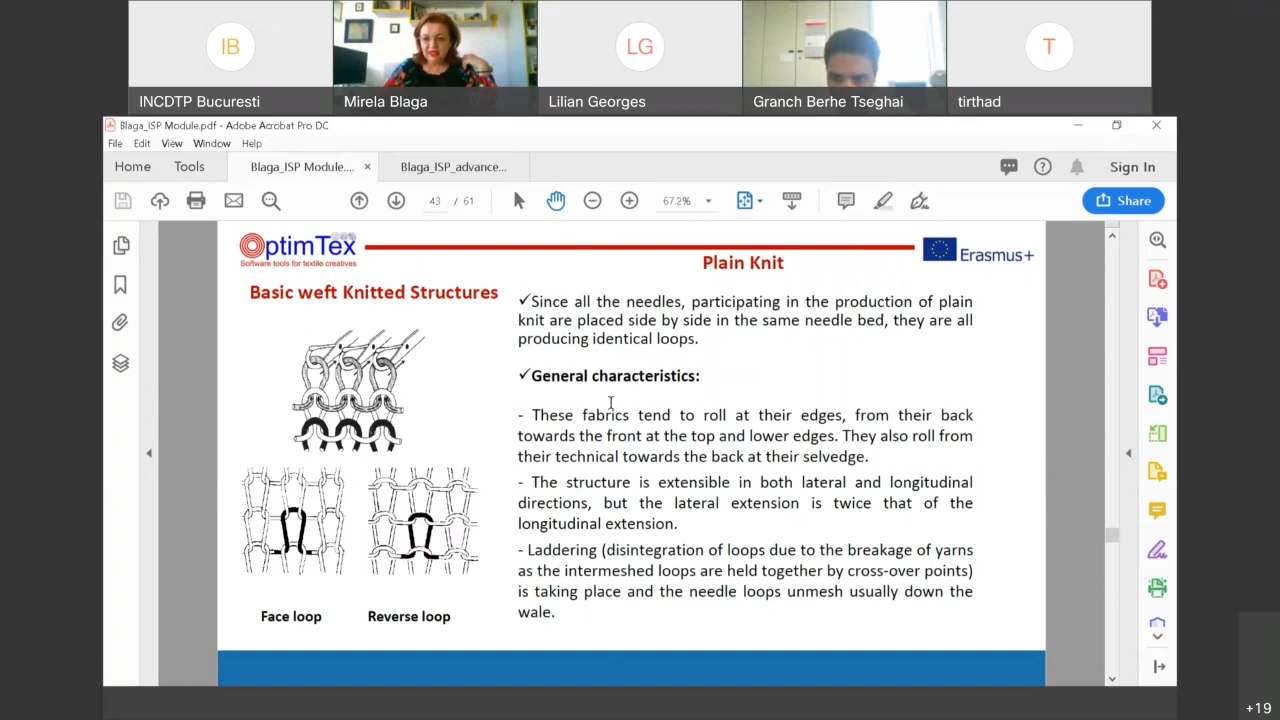 IB
LG
T
INCDTP Bucuresti
Mirela Blaga
Lilian Georges
Granch Berhe Tseghai
tirthad
Blaga_ISP Module.pdf - Adobe Acrobat Pro DC
File Edit View Window Help
Home Tools Blaga_ISP Module.... × Blaga_ISP_advance... Sign In
43 / 61 67.2% Share
OptimTex
Software tools for textile creatives
Erasmus+
Plain Knit
Basic weft Knitted Structures
✓Since all the needles, participating in the production of plain
knit are placed side by side in the same needle bed, they are all
producing identical loops.
✓General characteristics:
- These fabrics tend to roll at their edges, from their back
towards the front at the top and lower edges. They also roll from
their technical towards the back at their selvedge.
- The structure is extensible in both lateral and longitudinal
directions, but the lateral extension is twice that of the
longitudinal extension.
- Laddering (disintegration of loops due to the breakage of yarns
as the intermeshed loops are held together by cross-over points)
is taking place and the needle loops unmesh usually down the
wale.
Face loop
Reverse loop
+19